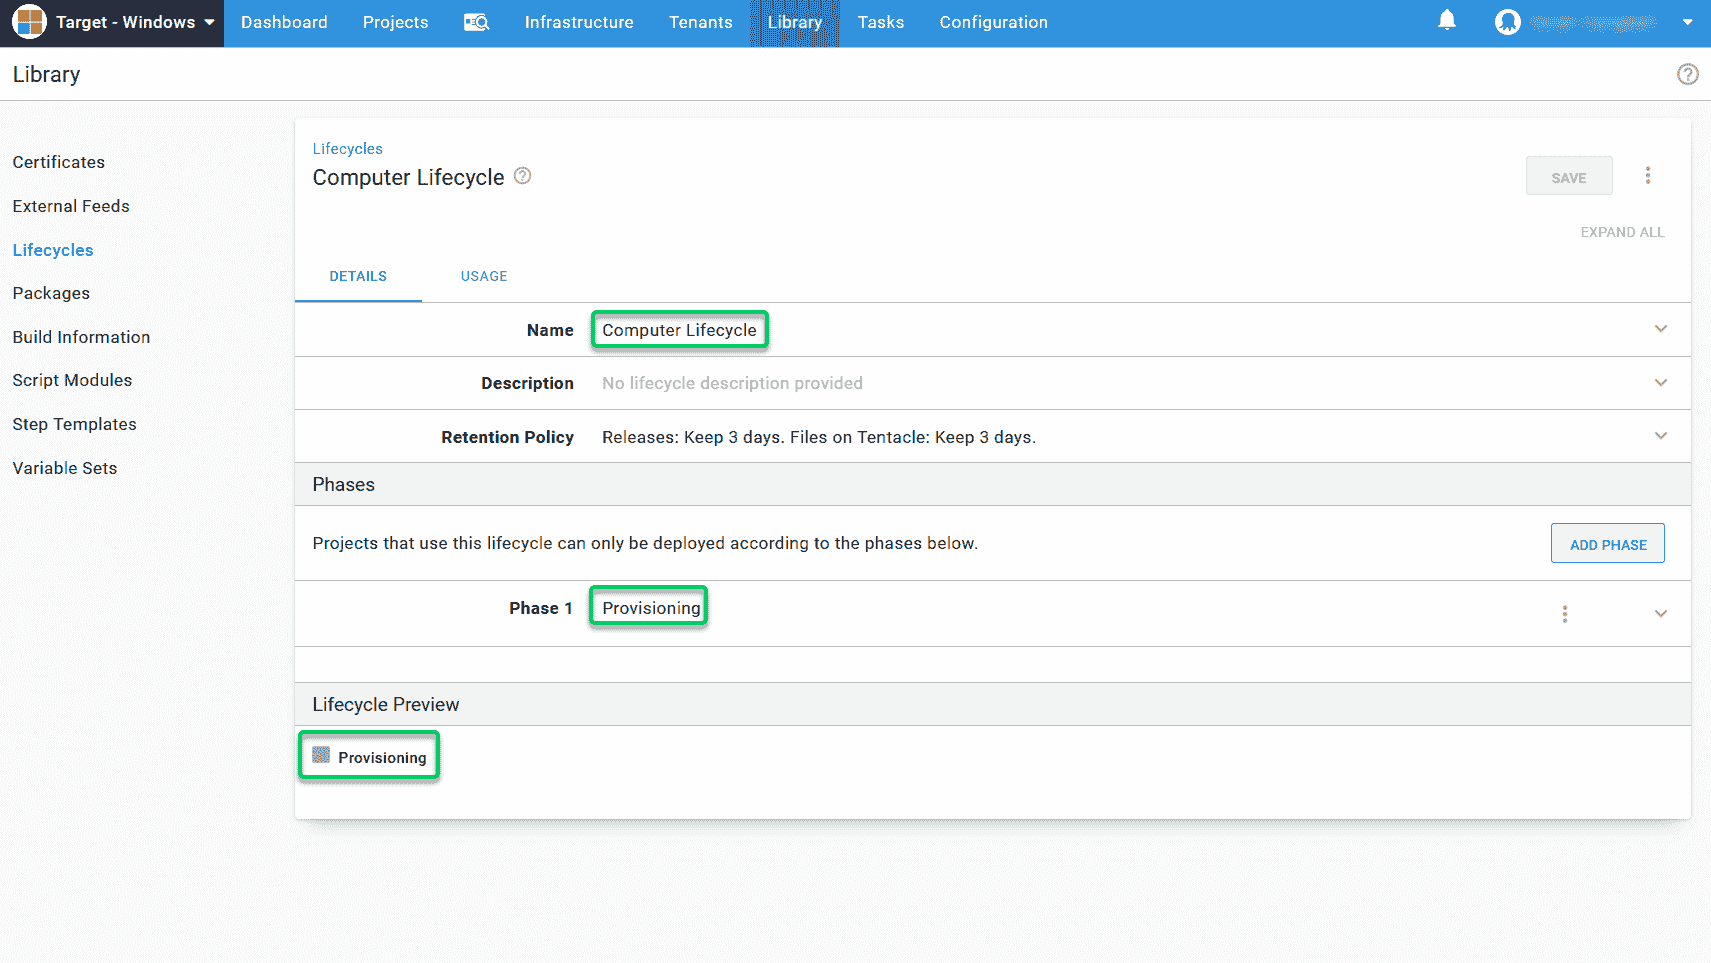 Target - Windows Dashboard Projects Infrastructure Tenants Library Tasks Configuration
Library
Certificates
External Feeds
Lifecycles
Packages
Build Information
Script Modules
Step Templates
Variable Sets
Lifecycles
Computer Lifecycle
SAVE
EXPAND ALL
DETAILS USAGE
Name Computer Lifecycle
Description No lifecycle description provided
Retention Policy Releases: Keep 3 days. Files on Tentacle: Keep 3 days.
Phases
Projects that use this lifecycle can only be deployed according to the phases below.
ADD PHASE
Phase 1 Provisioning
Lifecycle Preview
Provisioning